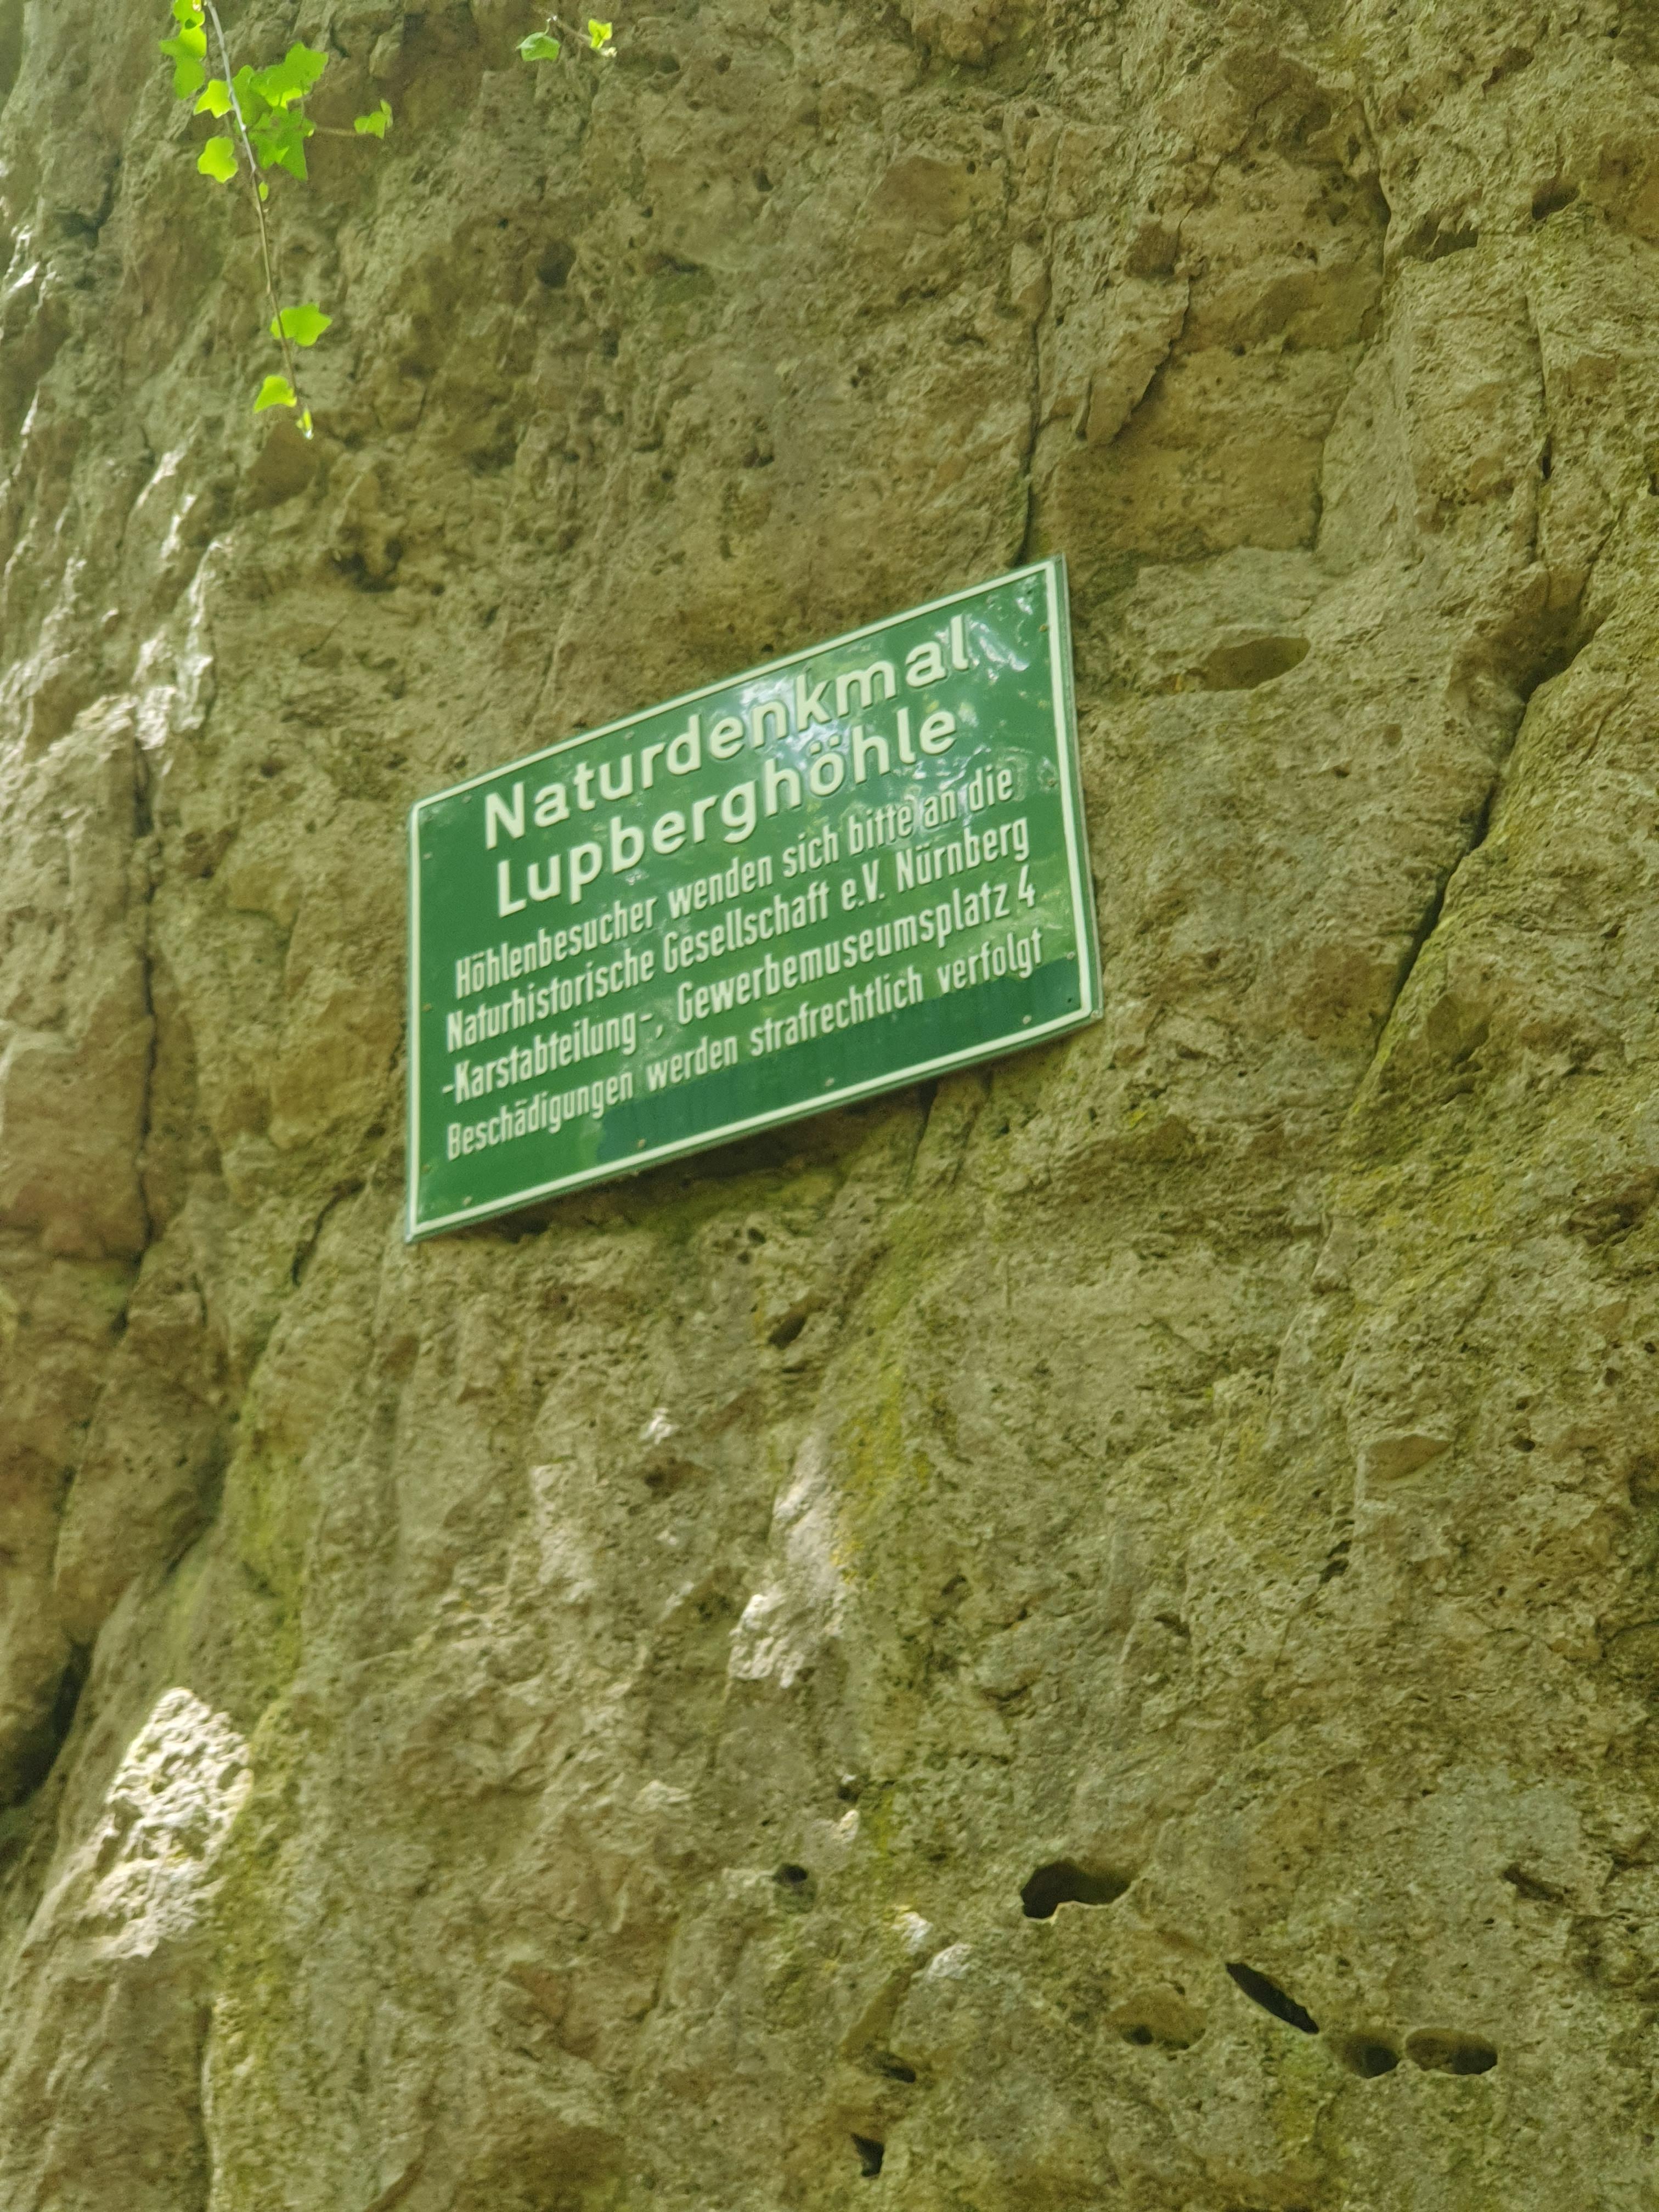 Naturdenkmal
Lupberghöhle
Höhlenbesucher wenden sich bitte an die
Naturhistorische Gesellschaft e.V. Nürnberg
-Karstabteilung-, Gewerbemuseumsplatz 4
Beschädigungen werden strafrechtlich verfolgt